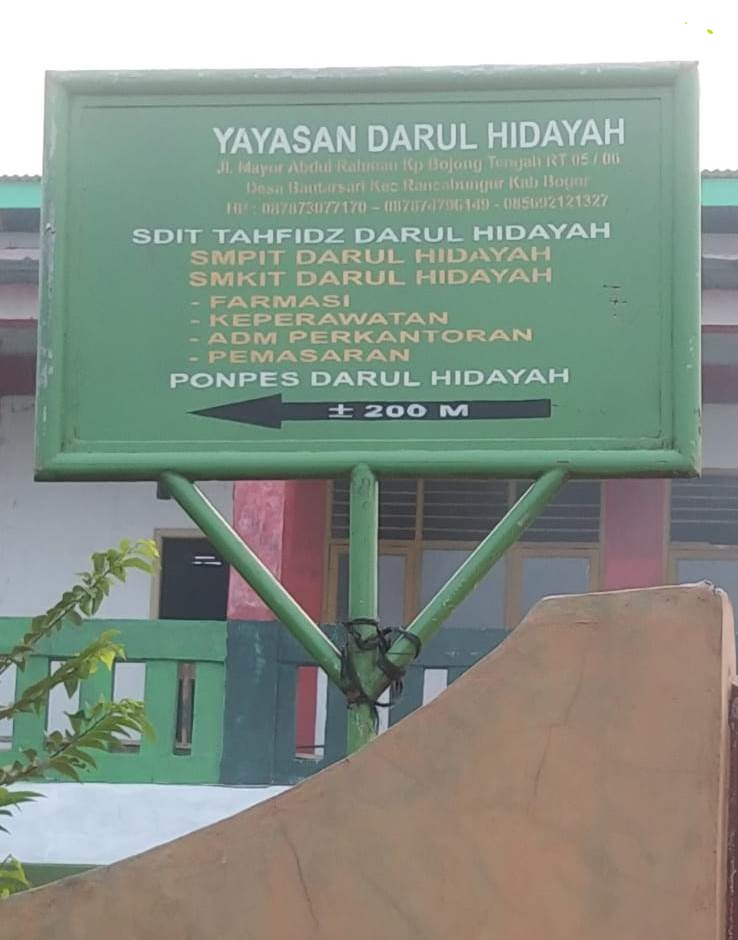 YAYASAN DARUL HIDAYAH
Jl. Mayor Abdul Rahman Kp Bojong Tengah RT 05 / 06
Desa Bantarsari Kec Rancabungur Kab Bogor
087873077170 - 087874796149 - 085692121327
SDIT TAHFIDZ DARUL HIDAYAH
SMPIT DARUL HIDAYAH
SMKIT DARUL HIDAYAH
- FARMASI
- KEPERAWATAN
- ADM PERKANTORAN
- PEMASARAN
PONPES DARUL HIDAYAH
± 200 M